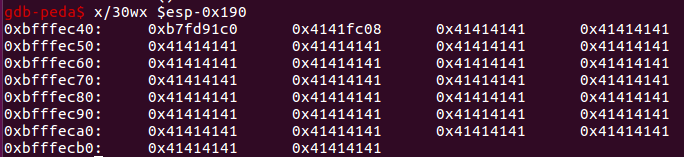 gdb-peda$ x/30wx $esp-0x190
0xbfffec40: 0xb7fd91c0 0x4141fc08 0x41414141 0x41414141
0xbfffec50: 0x41414141 0x41414141 0x41414141 0x41414141
0xbfffec60: 0x41414141 0x41414141 0x41414141 0x41414141
0xbfffec70: 0x41414141 0x41414141 0x41414141 0x41414141
0xbfffec80: 0x41414141 0x41414141 0x41414141 0x41414141
0xbfffec90: 0x41414141 0x41414141 0x41414141 0x41414141
0xbfffeca0: 0x41414141 0x41414141 0x41414141 0x41414141
0xbfffecb0: 0x41414141 0x41414141